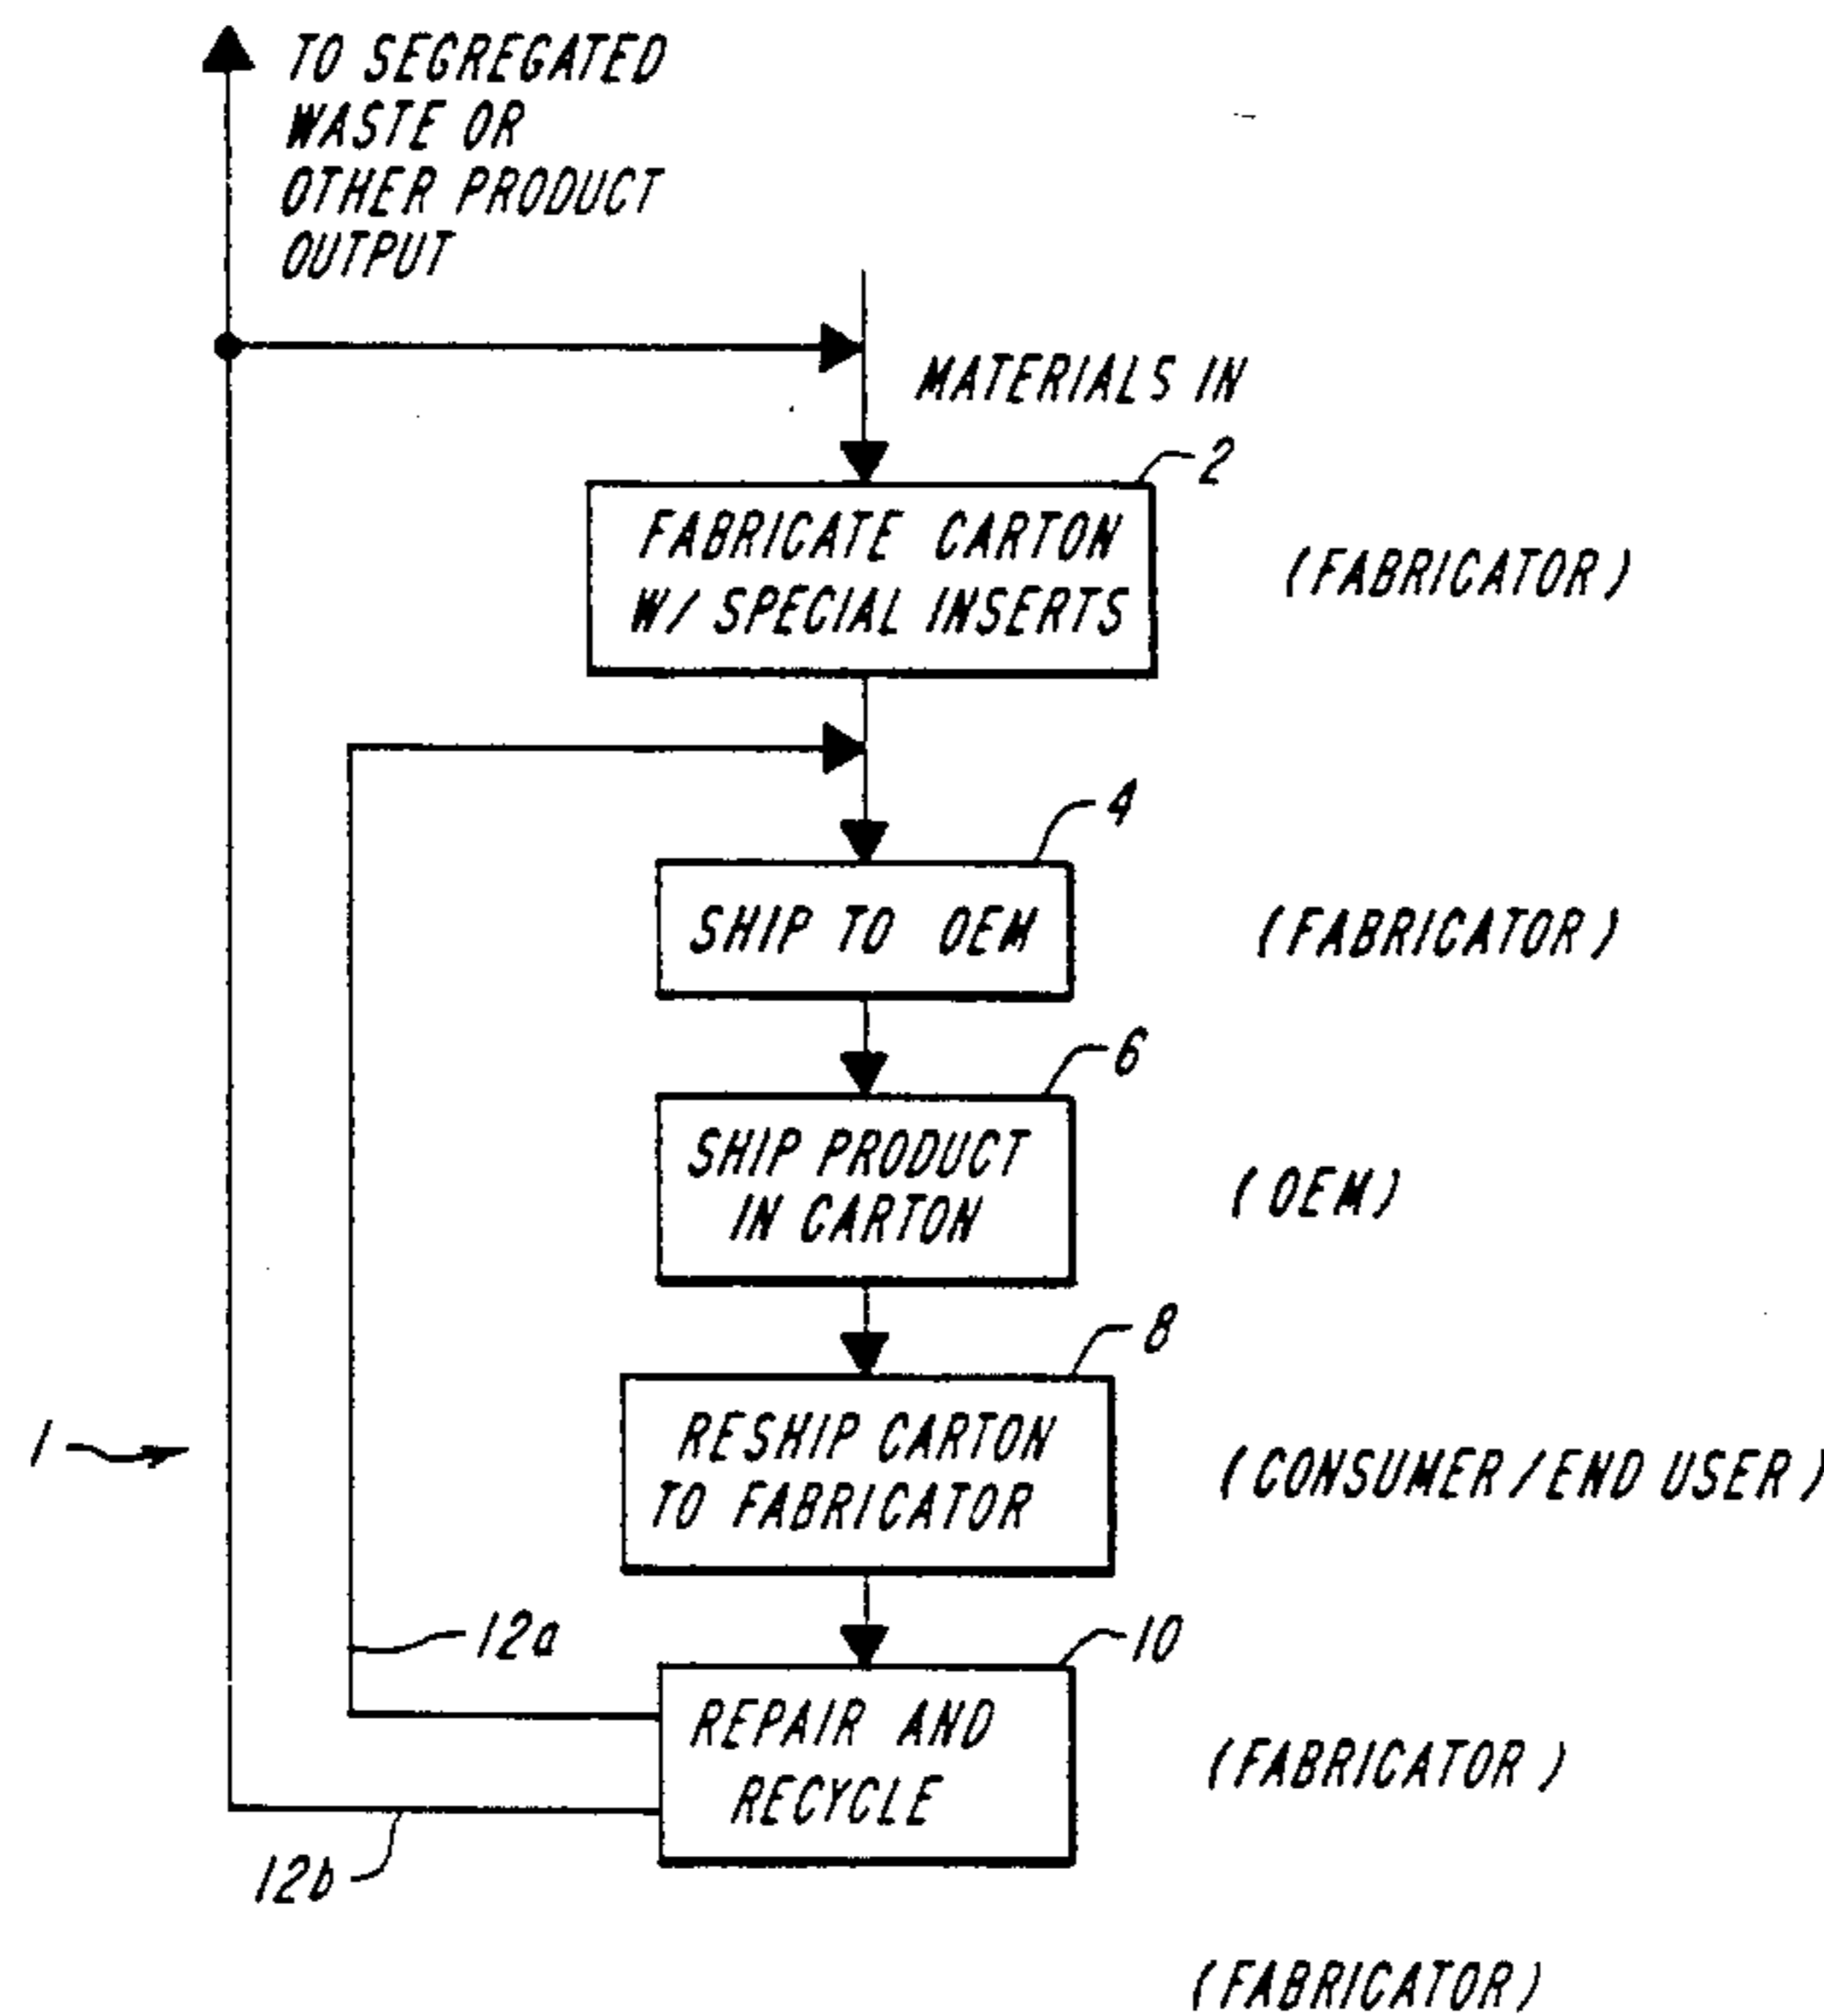 TO SEGREGATED
WASTE OR
OTHER PRODUCT
OUTPUT
MATERIALS IN
2
FABRICATE CARTON
W/ SPECIAL INSERTS
(FABRICATOR)
4
SHIP TO OEM
(FABRICATOR)
6
SHIP PRODUCT
IN CARTON
(OEM)
8
RESHIP CARTON
TO FABRICATOR
(CONSUMER/END USER)
1
12a
10
REPAIR AND
RECYCLE
(FABRICATOR)
12b
(FABRICATOR)